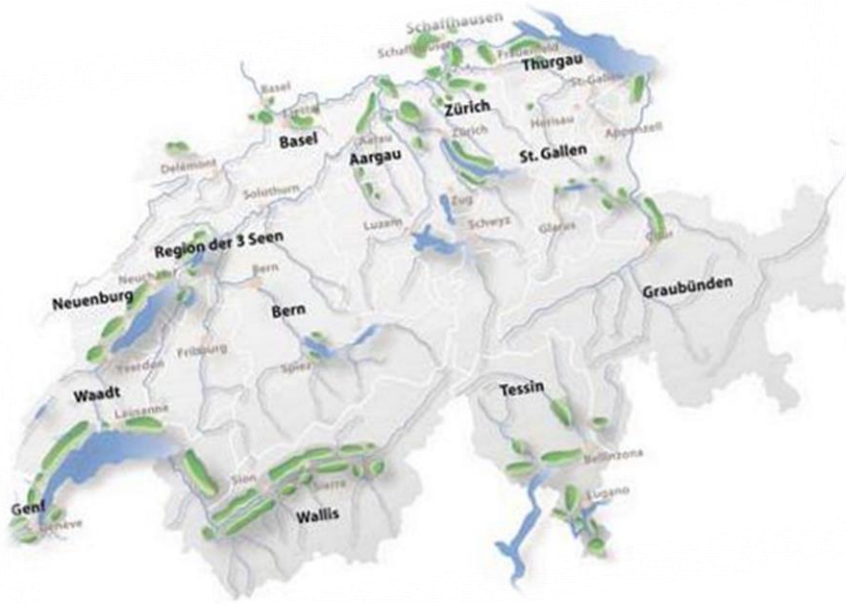 Schaffhausen
Schaffhausen
Frauenfeld
Thurgau
St. Gallen
Basel
Liestal
Basel
Zürich
Zürich
Herisau
Appenzell
Aarau
Aargau
St. Gallen
Delémont
Solothurn
Zug
Luzern
Schwyz
Glarus
Chur
Region der 3 Seen
Neuchâtel
Bern
Neuenburg
Bern
Graubünden
Fribourg
Yverdon
Spiez
Waadt
Tessin
Lausanne
Bellinzona
Sion
Sierre
Lugano
Genf
Genève
Wallis